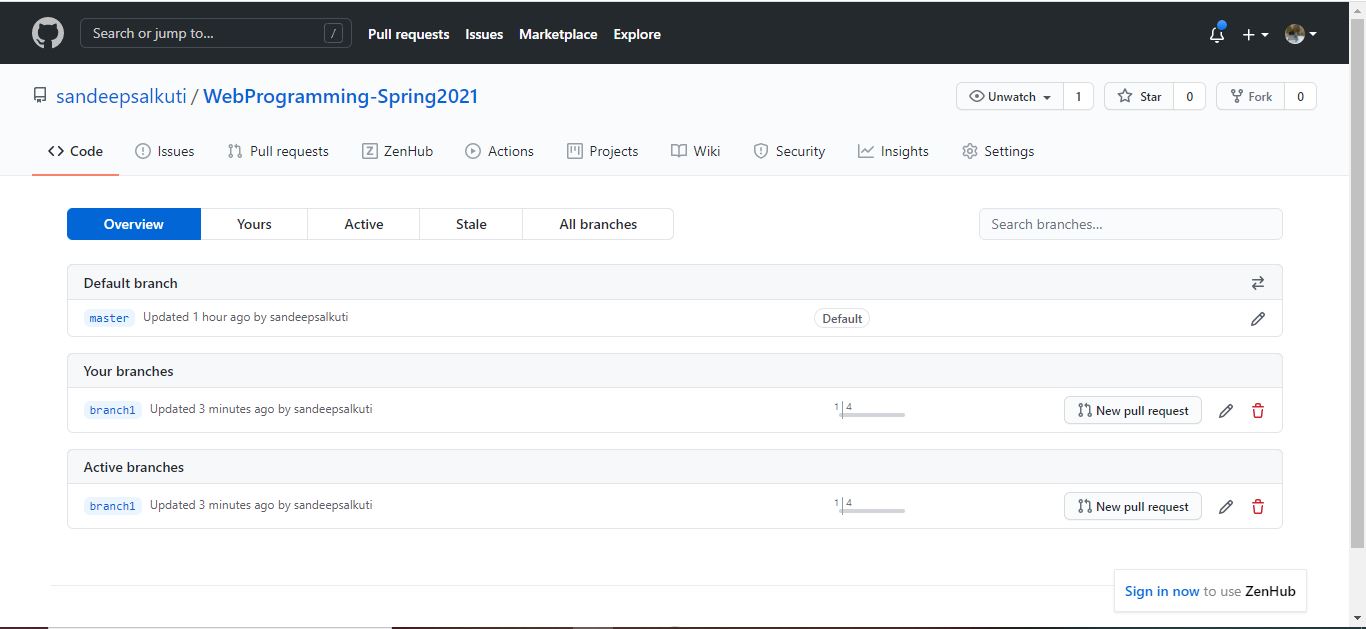 Search or jump to... / Pull requests Issues Marketplace Explore
sandeepsalkuti / WebProgramming-Spring2021 Unwatch 1 Star 0 Fork 0
Code Issues Pull requests ZenHub Actions Projects Wiki Security Insights Settings
Overview Yours Active Stale All branches Search branches...
Default branch
master Updated 1 hour ago by sandeepsalkuti Default
Your branches
branch1 Updated 3 minutes ago by sandeepsalkuti 1 | 4 New pull request
Active branches
branch1 Updated 3 minutes ago by sandeepsalkuti 1 | 4 New pull request
Sign in now to use ZenHub